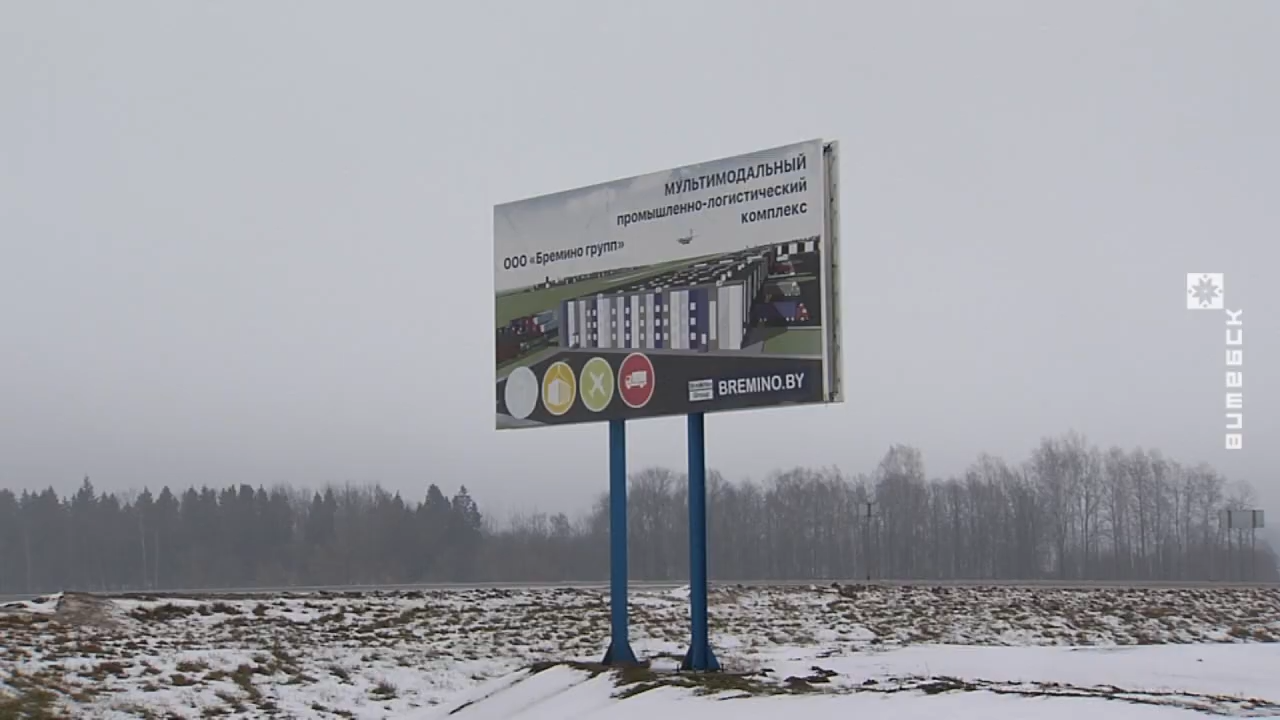 МУЛЬТИМОДАЛЬНЫЙ
промышленно-логистический
комплекс
ООО «Бремино групп»
BREMINO.BY
витебск